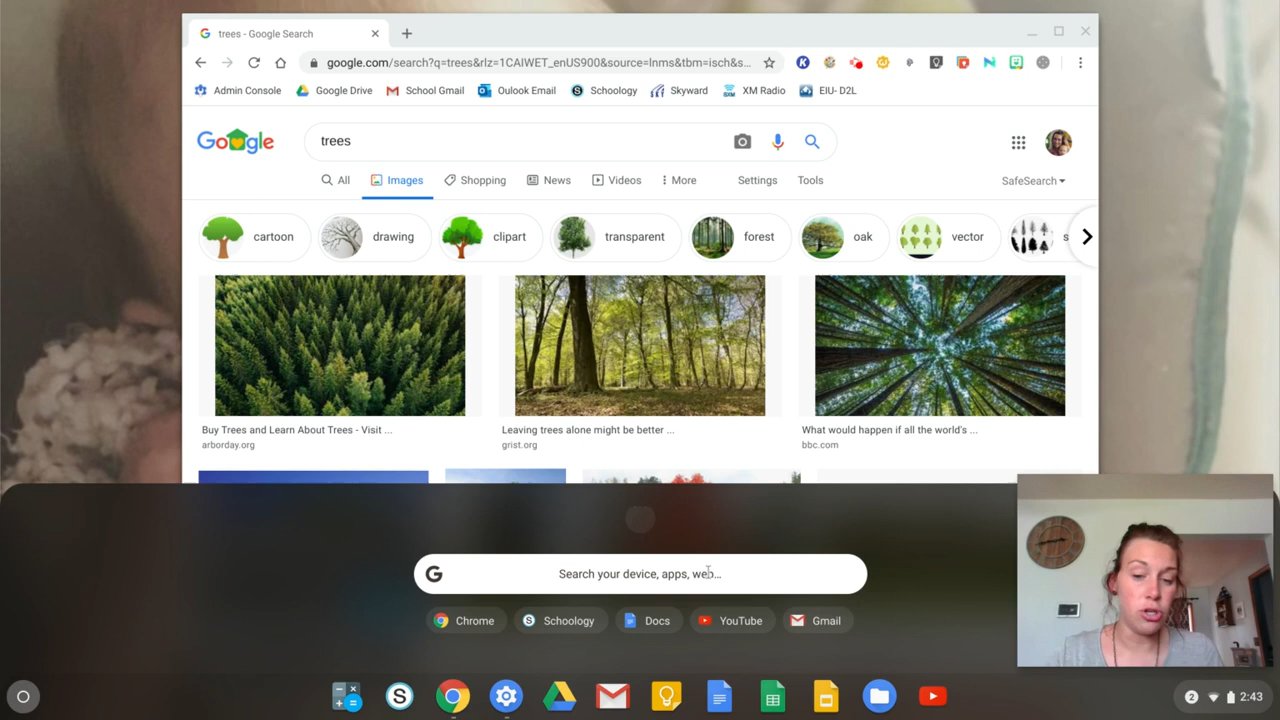 trees - Google Search
google.com/search?q=trees&rlz=1CAIWET_enUS900&source=lnms&tbm=isch&s...
Admin Console Google Drive School Gmail Oulook Email Schoology Skyward XM Radio EIU- D2L
Google trees
All Images Shopping News Videos More Settings Tools SafeSearch
cartoon drawing clipart transparent forest oak vector s
Buy Trees and Learn About Trees - Visit ... Leaving trees alone might be better ... What would happen if all the world's ...
arborday.org grist.org bbc.com
Search your device, apps, web...
Chrome Schoology Docs YouTube Gmail
2 2:43